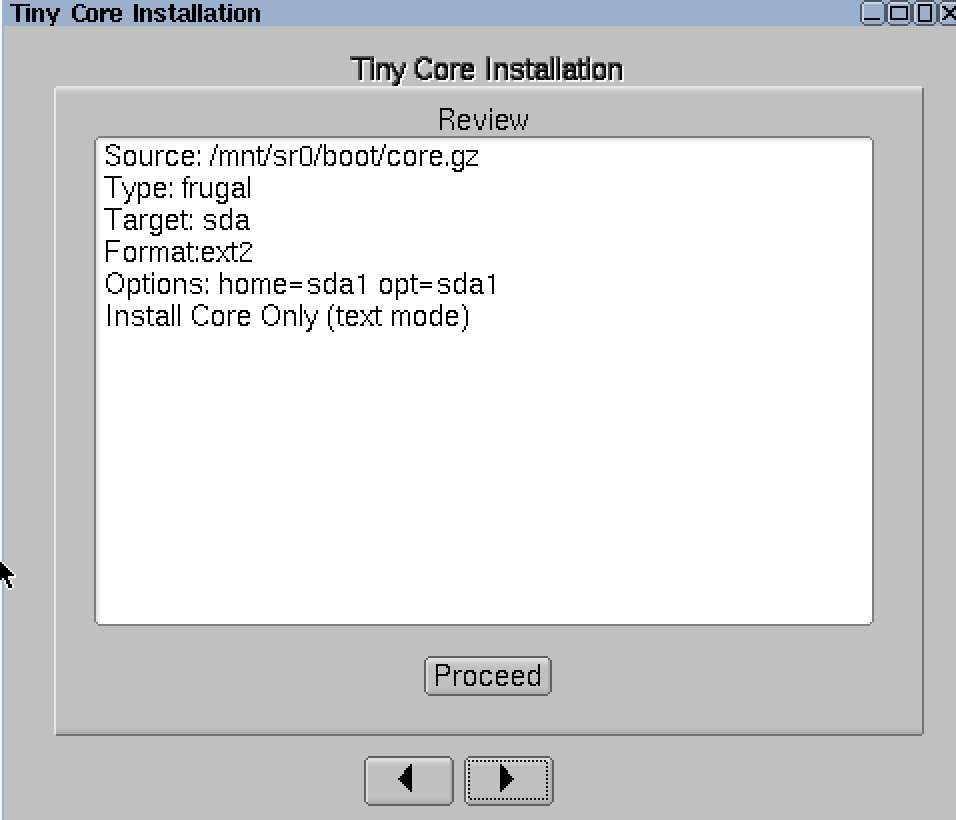 Tiny Core Installation
Tiny Core Installation
Review
Source: /mnt/sr0/boot/core.gz
Type: frugal
Target: sda
Format:ext2
Options: home=sda1 opt=sda1
Install Core Only (text mode)
Proceed